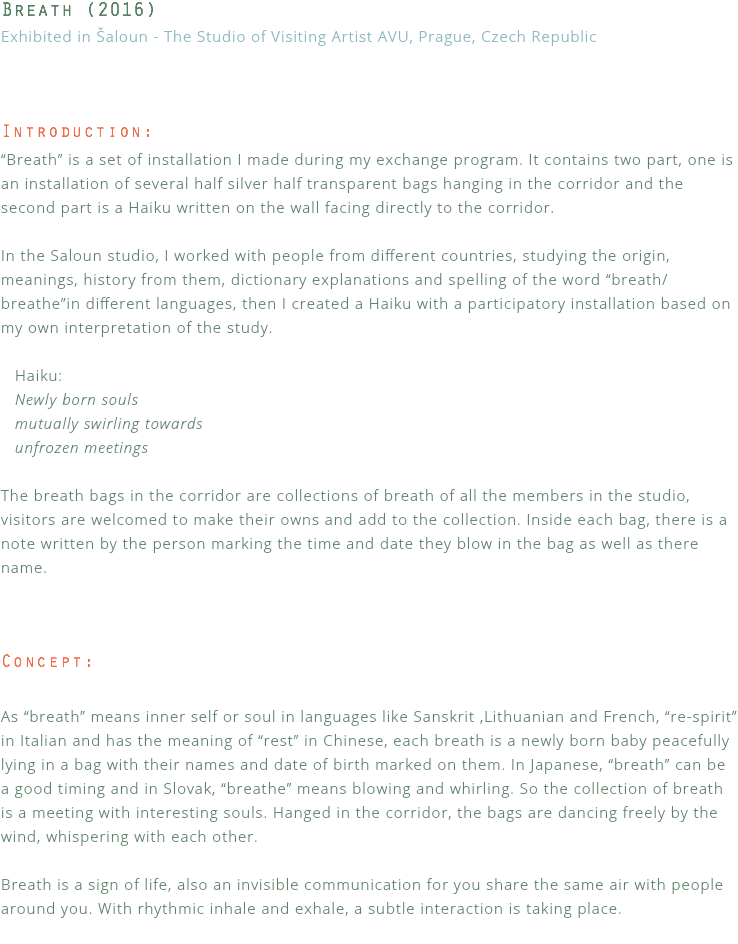 Breath (2016)
Exhibited in Šaloun - The Studio of Visiting Artist AVU, Prague, Czech Republic
Introduction:
“Breath” is a set of installation I made during my exchange program. It contains two part, one is
an installation of several half silver half transparent bags hanging in the corridor and the
second part is a Haiku written on the wall facing directly to the corridor.
In the Saloun studio, I worked with people from different countries, studying the origin,
meanings, history from them, dictionary explanations and spelling of the word “breath/
breathe”in different languages, then I created a Haiku with a participatory installation based on
my own interpretation of the study.
Haiku:
Newly born souls
mutually swirling towards
unfrozen meetings
The breath bags in the corridor are collections of breath of all the members in the studio,
visitors are welcomed to make their owns and add to the collection. Inside each bag, there is a
note written by the person marking the time and date they blow in the bag as well as there
name.
Concept:
As “breath” means inner self or soul in languages like Sanskrit ,Lithuanian and French, “re-spirit”
in Italian and has the meaning of “rest” in Chinese, each breath is a newly born baby peacefully
lying in a bag with their names and date of birth marked on them. In Japanese, “breath” can be
a good timing and in Slovak, “breathe” means blowing and whirling. So the collection of breath
is a meeting with interesting souls. Hanged in the corridor, the bags are dancing freely by the
wind, whispering with each other.
Breath is a sign of life, also an invisible communication for you share the same air with people
around you. With rhythmic inhale and exhale, a subtle interaction is taking place.